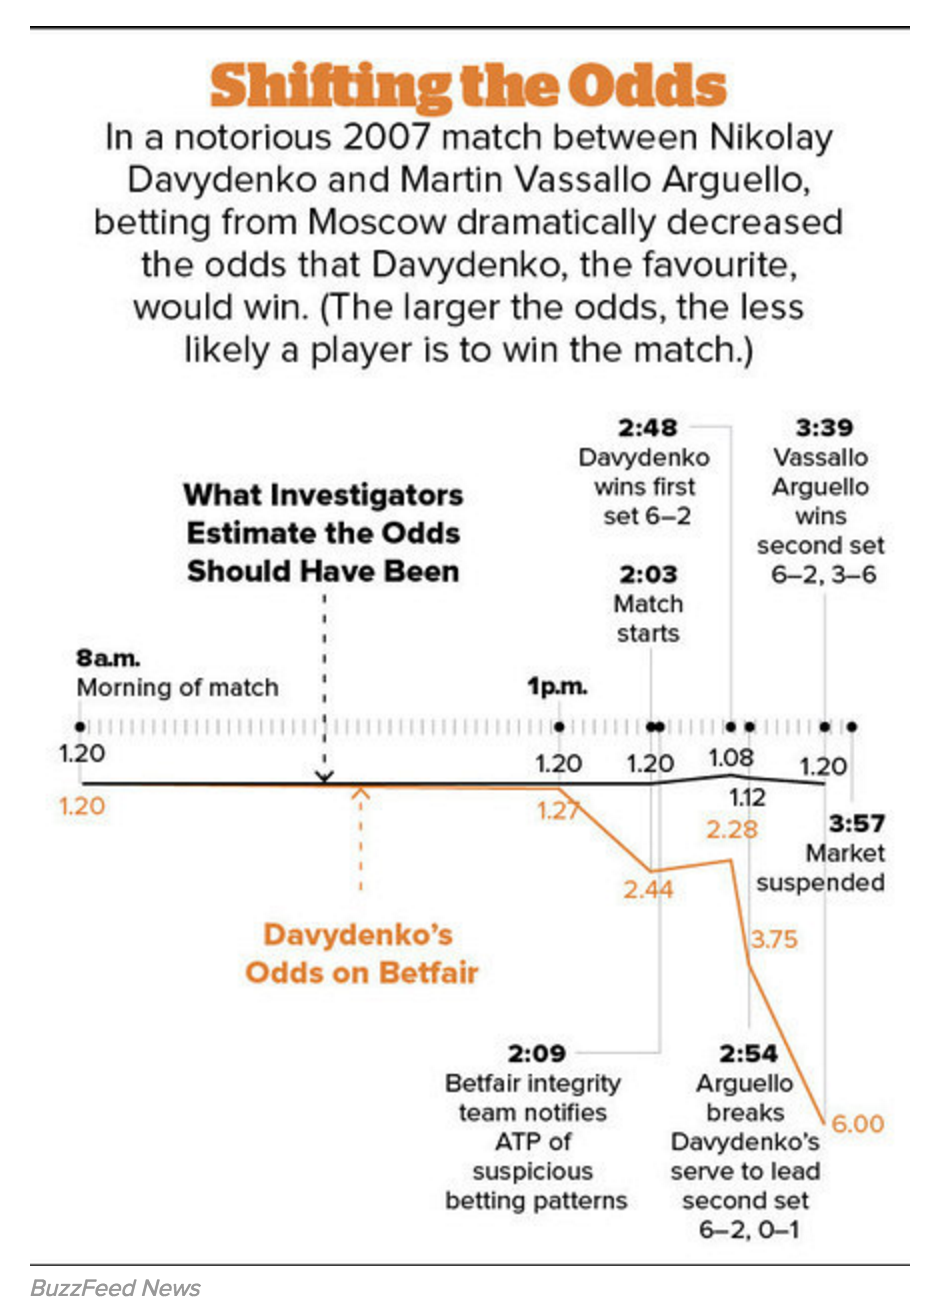 Shifting the Odds
In a notorious 2007 match between Nikolay
Davydenko and Martin Vassallo Arguello,
betting from Moscow dramatically decreased
the odds that Davydenko, the favourite,
would win. (The larger the odds, the less
likely a player is to win the match.)
2:48
Davydenko
wins first
set 6–2
3:39
Vassallo
Arguello
wins
second set
6–2, 3–6
What Investigators
Estimate the Odds
Should Have Been
2:03
Match
starts
8 a.m.
Morning of match
1 p.m.
1.20
1.20
1.20
1.08
1.20
1.12
1.20
1.27
2.44
2.28
3.75
6.00
3:57
Market
suspended
Davydenko's
Odds on Betfair
2:09
Betfair integrity
team notifies
ATP of
suspicious
betting patterns
2:54
Arguello
breaks
Davydenko's
serve to lead
second set
6–2, 0–1
BuzzFeed News